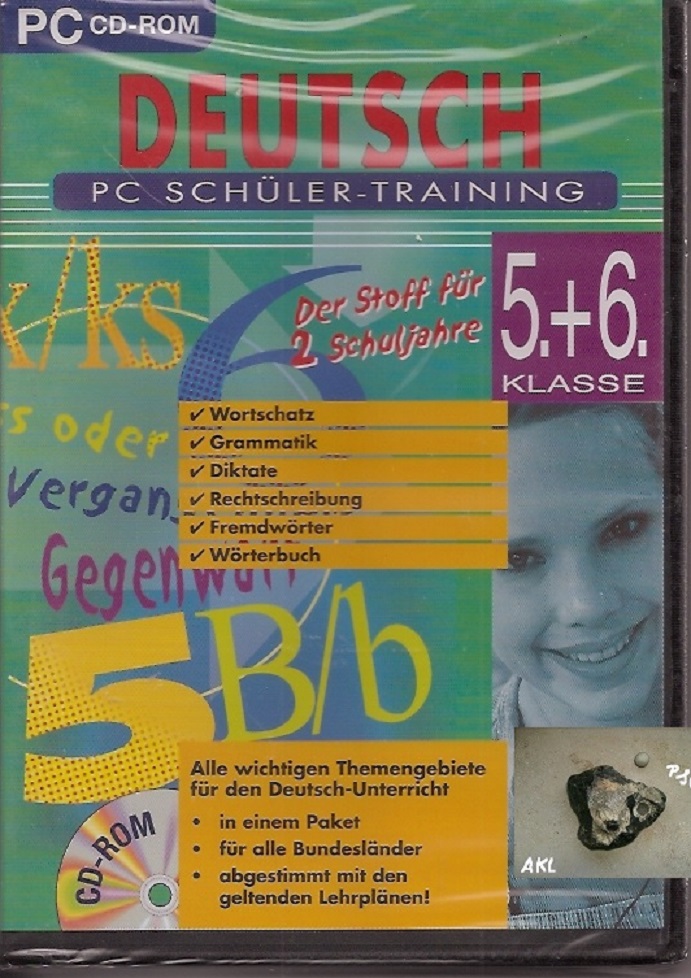 PC CD-ROM
DEUTSCH
PC SCHÜLER-TRAINING
k/ks
6
Der Stoff für
2 Schuljahre
5.+6.
KLASSE
ss oder
✓ Wortschatz
✓ Grammatik
✓ Diktate
✓ Rechtschreibung
✓ Fremdwörter
✓ Wörterbuch
Gegenwart
5
B/b
Alle wichtigen Themengebiete
für den Deutsch-Unterricht
• in einem Paket
• für alle Bundesländer
• abgestimmt mit den
geltenden Lehrplänen!
CD-ROM
AKL